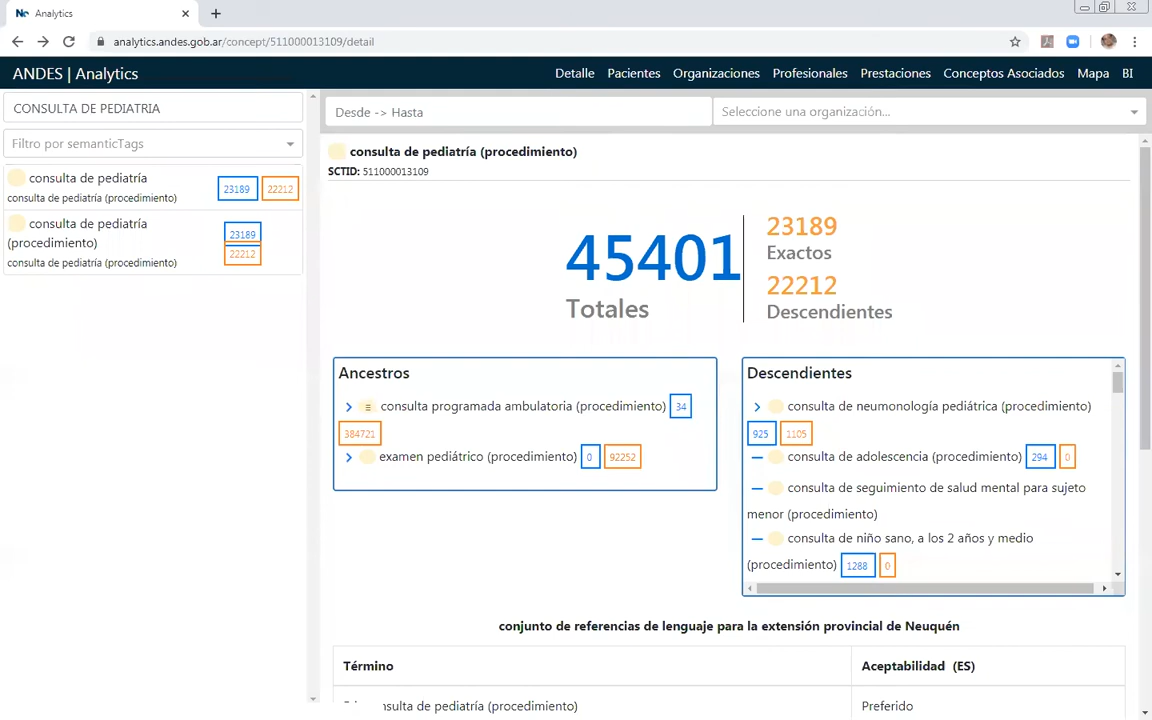 Analytics
analytics.andes.gob.ar/concept/511000013109/detail
ANDES | Analytics
Detalle Pacientes Organizaciones Profesionales Prestaciones Conceptos Asociados Mapa BI
CONSULTA DE PEDIATRIA
Filtro por semanticTags
consulta de pediatría
consulta de pediatría (procedimiento)
23189 22212
consulta de pediatría
(procedimiento)
consulta de pediatría (procedimiento)
23189
22212
Desde -> Hasta
Seleccione una organización...
consulta de pediatría (procedimiento)
SCTID: 511000013109
45401
Totales
23189
Exactos
22212
Descendientes
Ancestros
consulta programada ambulatoria (procedimiento) 34
384721
examen pediátrico (procedimiento) 0 92252
Descendientes
consulta de neumonología pediátrica (procedimiento)
925 1105
consulta de adolescencia (procedimiento) 294 0
consulta de seguimiento de salud mental para sujeto
menor (procedimiento)
consulta de niño sano, a los 2 años y medio
(procedimiento) 1288 0
conjunto de referencias de lenguaje para la extensión provincial de Neuquén
Término Aceptabilidad (ES)
nsulta de pediatría (procedimiento) Preferido